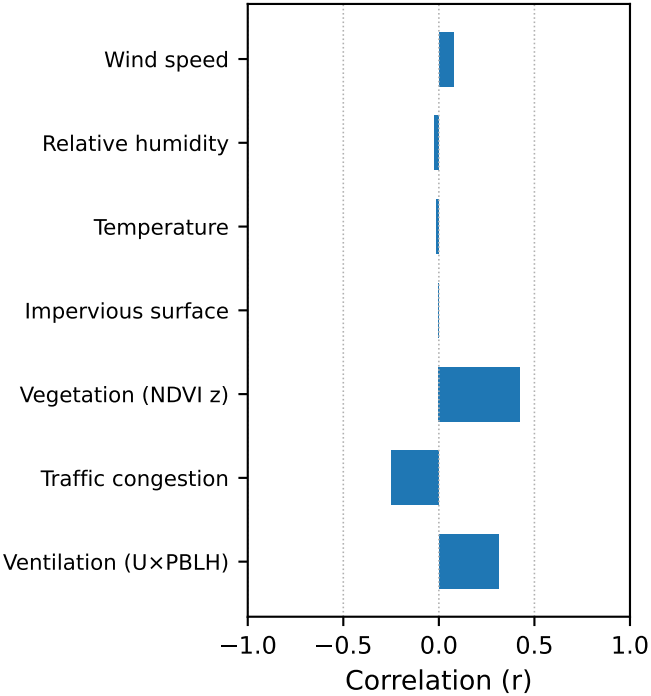 Wind speed
Relative humidity
Temperature
Impervious surface
Vegetation (NDVI z)
Traffic congestion
Ventilation (U×PBLH)
−1.0 −0.5 0.0 0.5 1.0
Correlation (r)